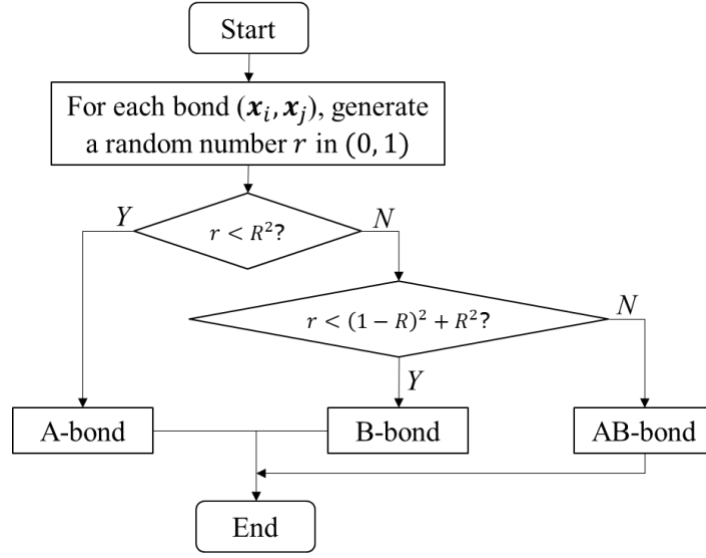 Start
For each bond (𝒙ᵢ, 𝒙ⱼ), generate
a random number r in (0, 1)
Y
N
r < R²?
N
r < (1 − R)² + R²?
Y
A-bond
B-bond
AB-bond
End